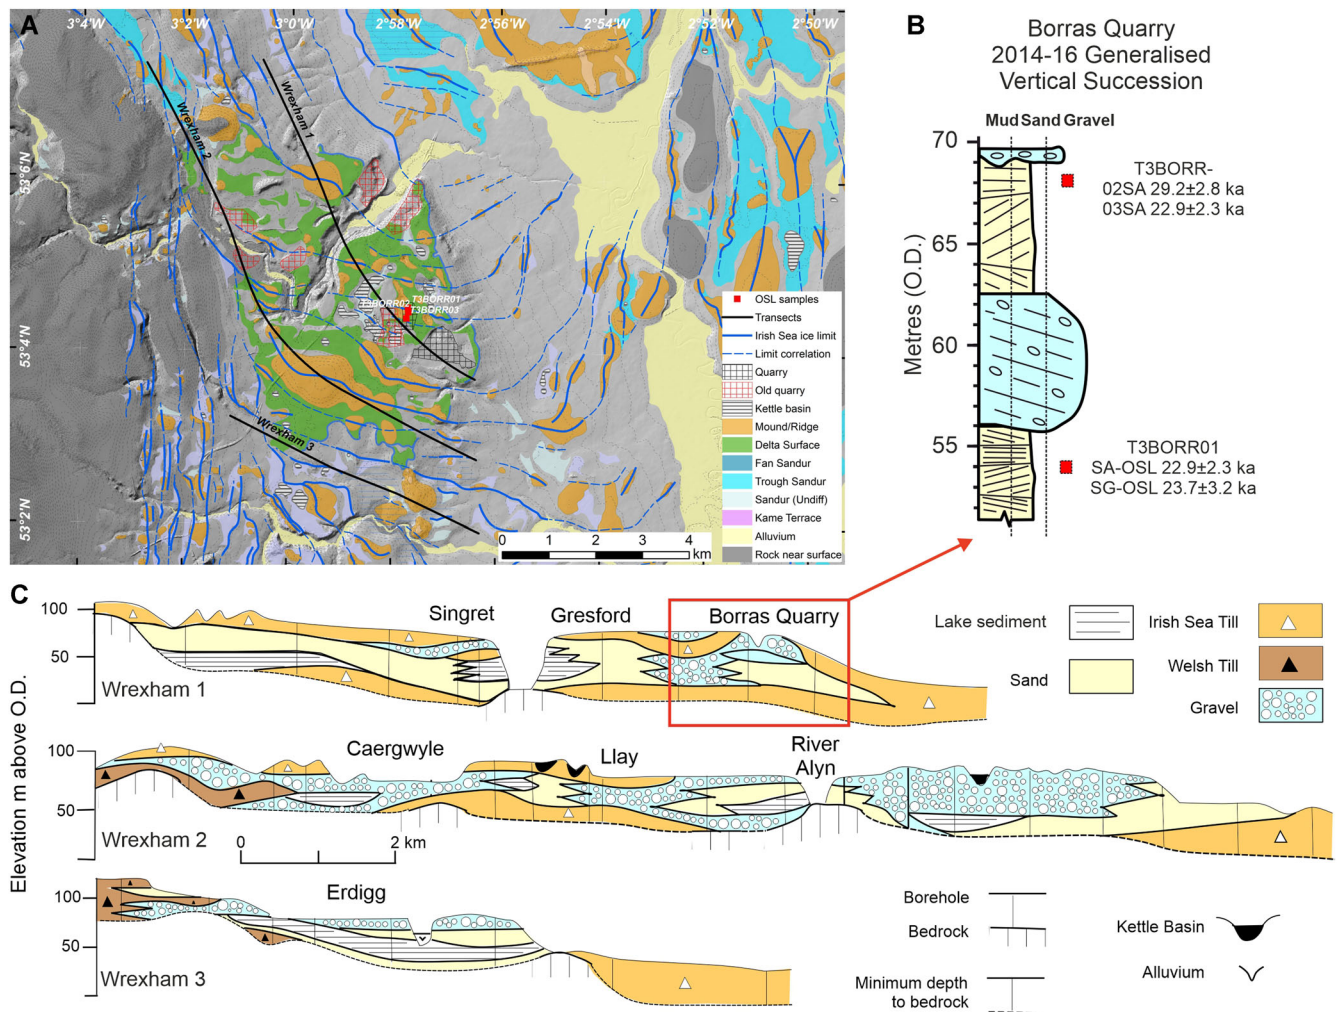 A
3°4'W
3°2'W
3°0'W
2°58'W
2°56'W
2°54'W
2°52'W
2°50'W
53°6'N
53°4'N
53°2'N
Wrexham 1
Wrexham 2
Wrexham 3
T3BORR02
T3BORR01
T3BORR03
OSL samples
Transects
Irish Sea ice limit
Limit correlation
Quarry
Old quarry
Kettle basin
Mound/Ridge
Delta Surface
Fan Sandur
Trough Sandur
Sandur (Undiff)
Kame Terrace
Alluvium
Rock near surface
0 1 2 3 4
km
B
Borras Quarry
2014-16 Generalised
Vertical Succession
Mud Sand Gravel
70
65
60
55
Metres (O.D.)
T3BORR-
02SA 29.2±2.8 ka
03SA 22.9±2.3 ka
T3BORR01
SA-OSL 22.9±2.3 ka
SG-OSL 23.7±3.2 ka
C
Elevation m above O.D.
100
50
0
Singret
Gresford
Borras Quarry
Wrexham 1
100
50
0
Caergwyle
Llay
River
Alyn
Wrexham 2
0 2 km
100
50
0
Erdigg
Wrexham 3
Lake sediment
Sand
Irish Sea Till
Welsh Till
Gravel
Borehole
Bedrock
Minimum depth
to bedrock
Kettle Basin
Alluvium